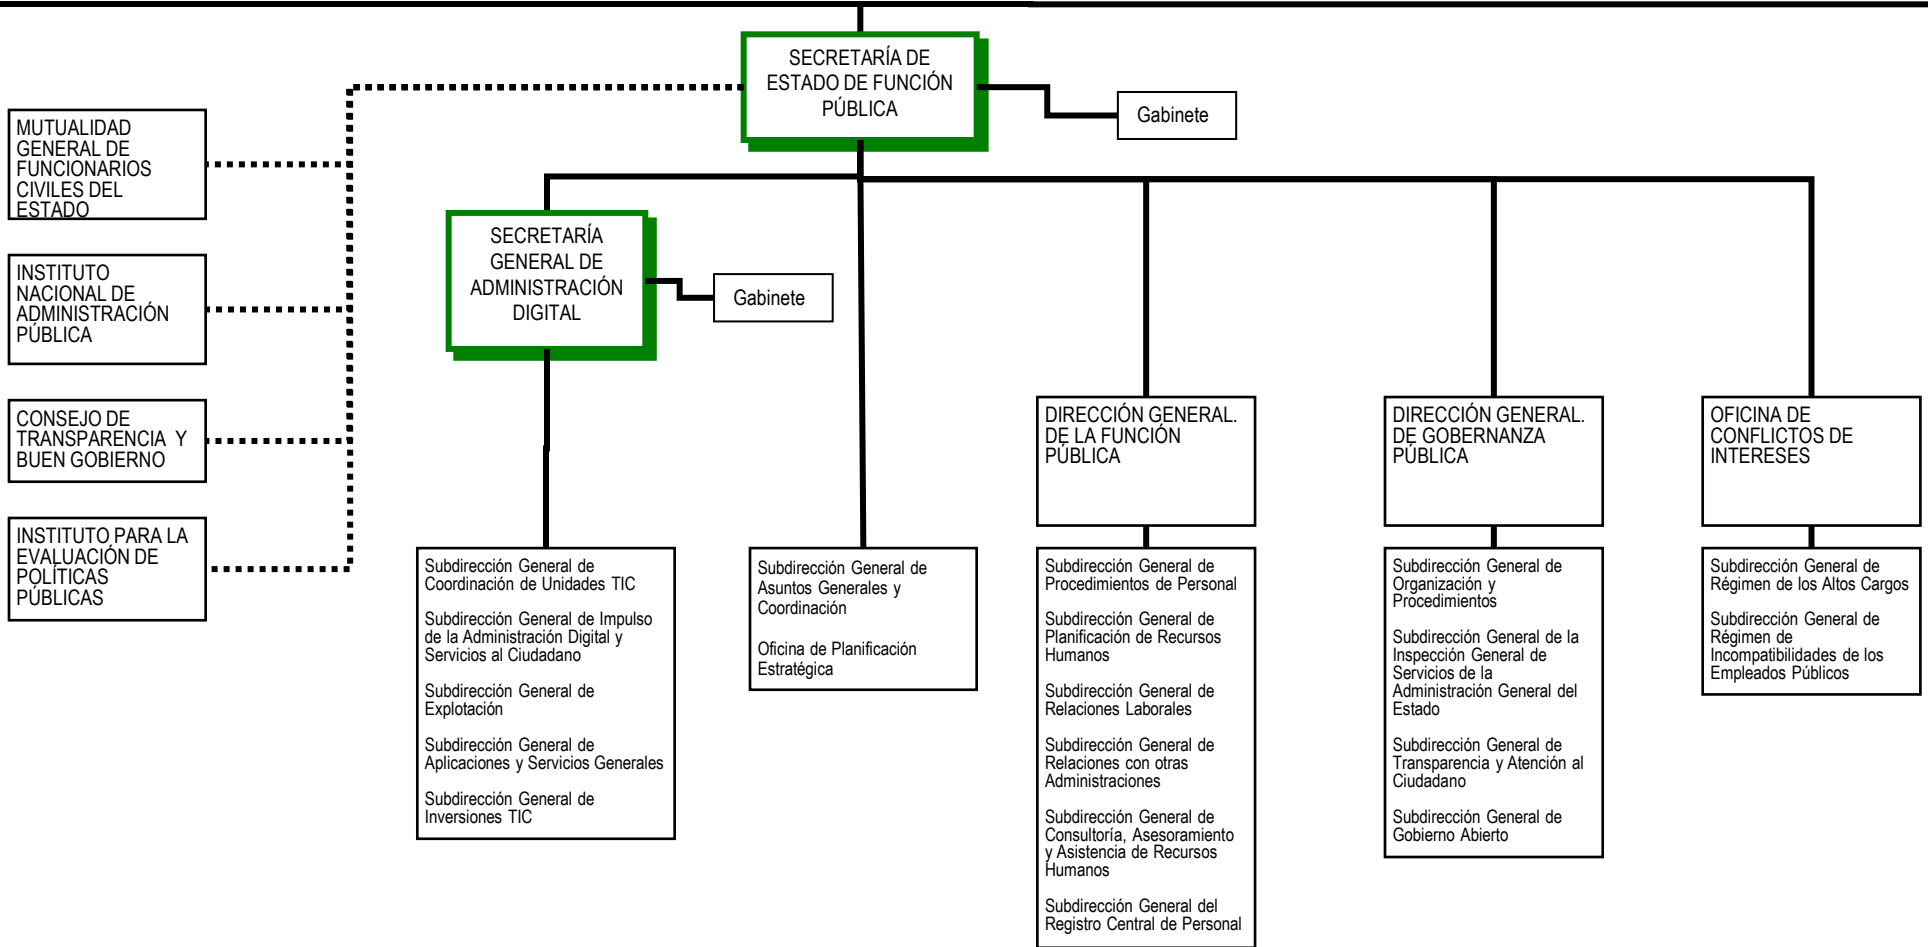 SECRETARÍA DE
ESTADO DE FUNCIÓN
PÚBLICA
Gabinete
MUTUALIDAD
GENERAL DE
FUNCIONARIOS
CIVILES DEL
ESTADO
INSTITUTO
NACIONAL DE
ADMINISTRACIÓN
PÚBLICA
CONSEJO DE
TRANSPARENCIA Y
BUEN GOBIERNO
INSTITUTO PARA LA
EVALUACIÓN DE
POLÍTICAS
PÚBLICAS
SECRETARÍA
GENERAL DE
ADMINISTRACIÓN
DIGITAL
Gabinete
DIRECCIÓN GENERAL.
DE LA FUNCIÓN
PÚBLICA
DIRECCIÓN GENERAL.
DE GOBERNANZA
PÚBLICA
OFICINA DE
CONFLICTOS DE
INTERESES
Subdirección General de
Coordinación de Unidades TIC
Subdirección General de Impulso
de la Administración Digital y
Servicios al Ciudadano
Subdirección General de
Explotación
Subdirección General de
Aplicaciones y Servicios Generales
Subdirección General de
Inversiones TIC
Subdirección General de
Asuntos Generales y
Coordinación
Oficina de Planificación
Estratégica
Subdirección General de
Procedimientos de Personal
Subdirección General de
Planificación de Recursos
Humanos
Subdirección General de
Relaciones Laborales
Subdirección General de
Relaciones con otras
Administraciones
Subdirección General de
Consultoría, Asesoramiento
y Asistencia de Recursos
Humanos
Subdirección General del
Registro Central de Personal
Subdirección General de
Organización y
Procedimientos
Subdirección General de la
Inspección General de
Servicios de la
Administración General del
Estado
Subdirección General de
Transparencia y Atención al
Ciudadano
Subdirección General de
Gobierno Abierto
Subdirección General de
Régimen de los Altos Cargos
Subdirección General de
Régimen de
Incompatibilidades de los
Empleados Públicos